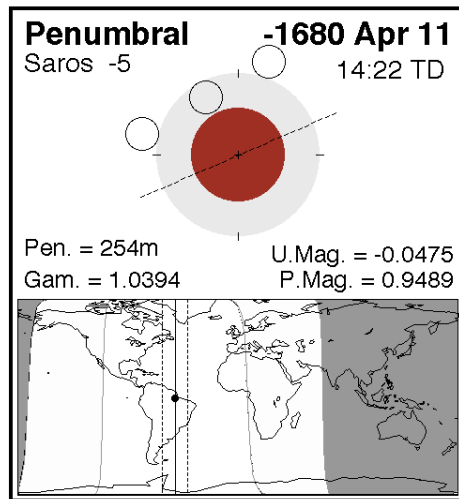 Penumbral -1680 Apr 11
Saros -5 14:22 TD
Pen. = 254m U.Mag. = -0.0475
Gam. = 1.0394 P.Mag. = 0.9489